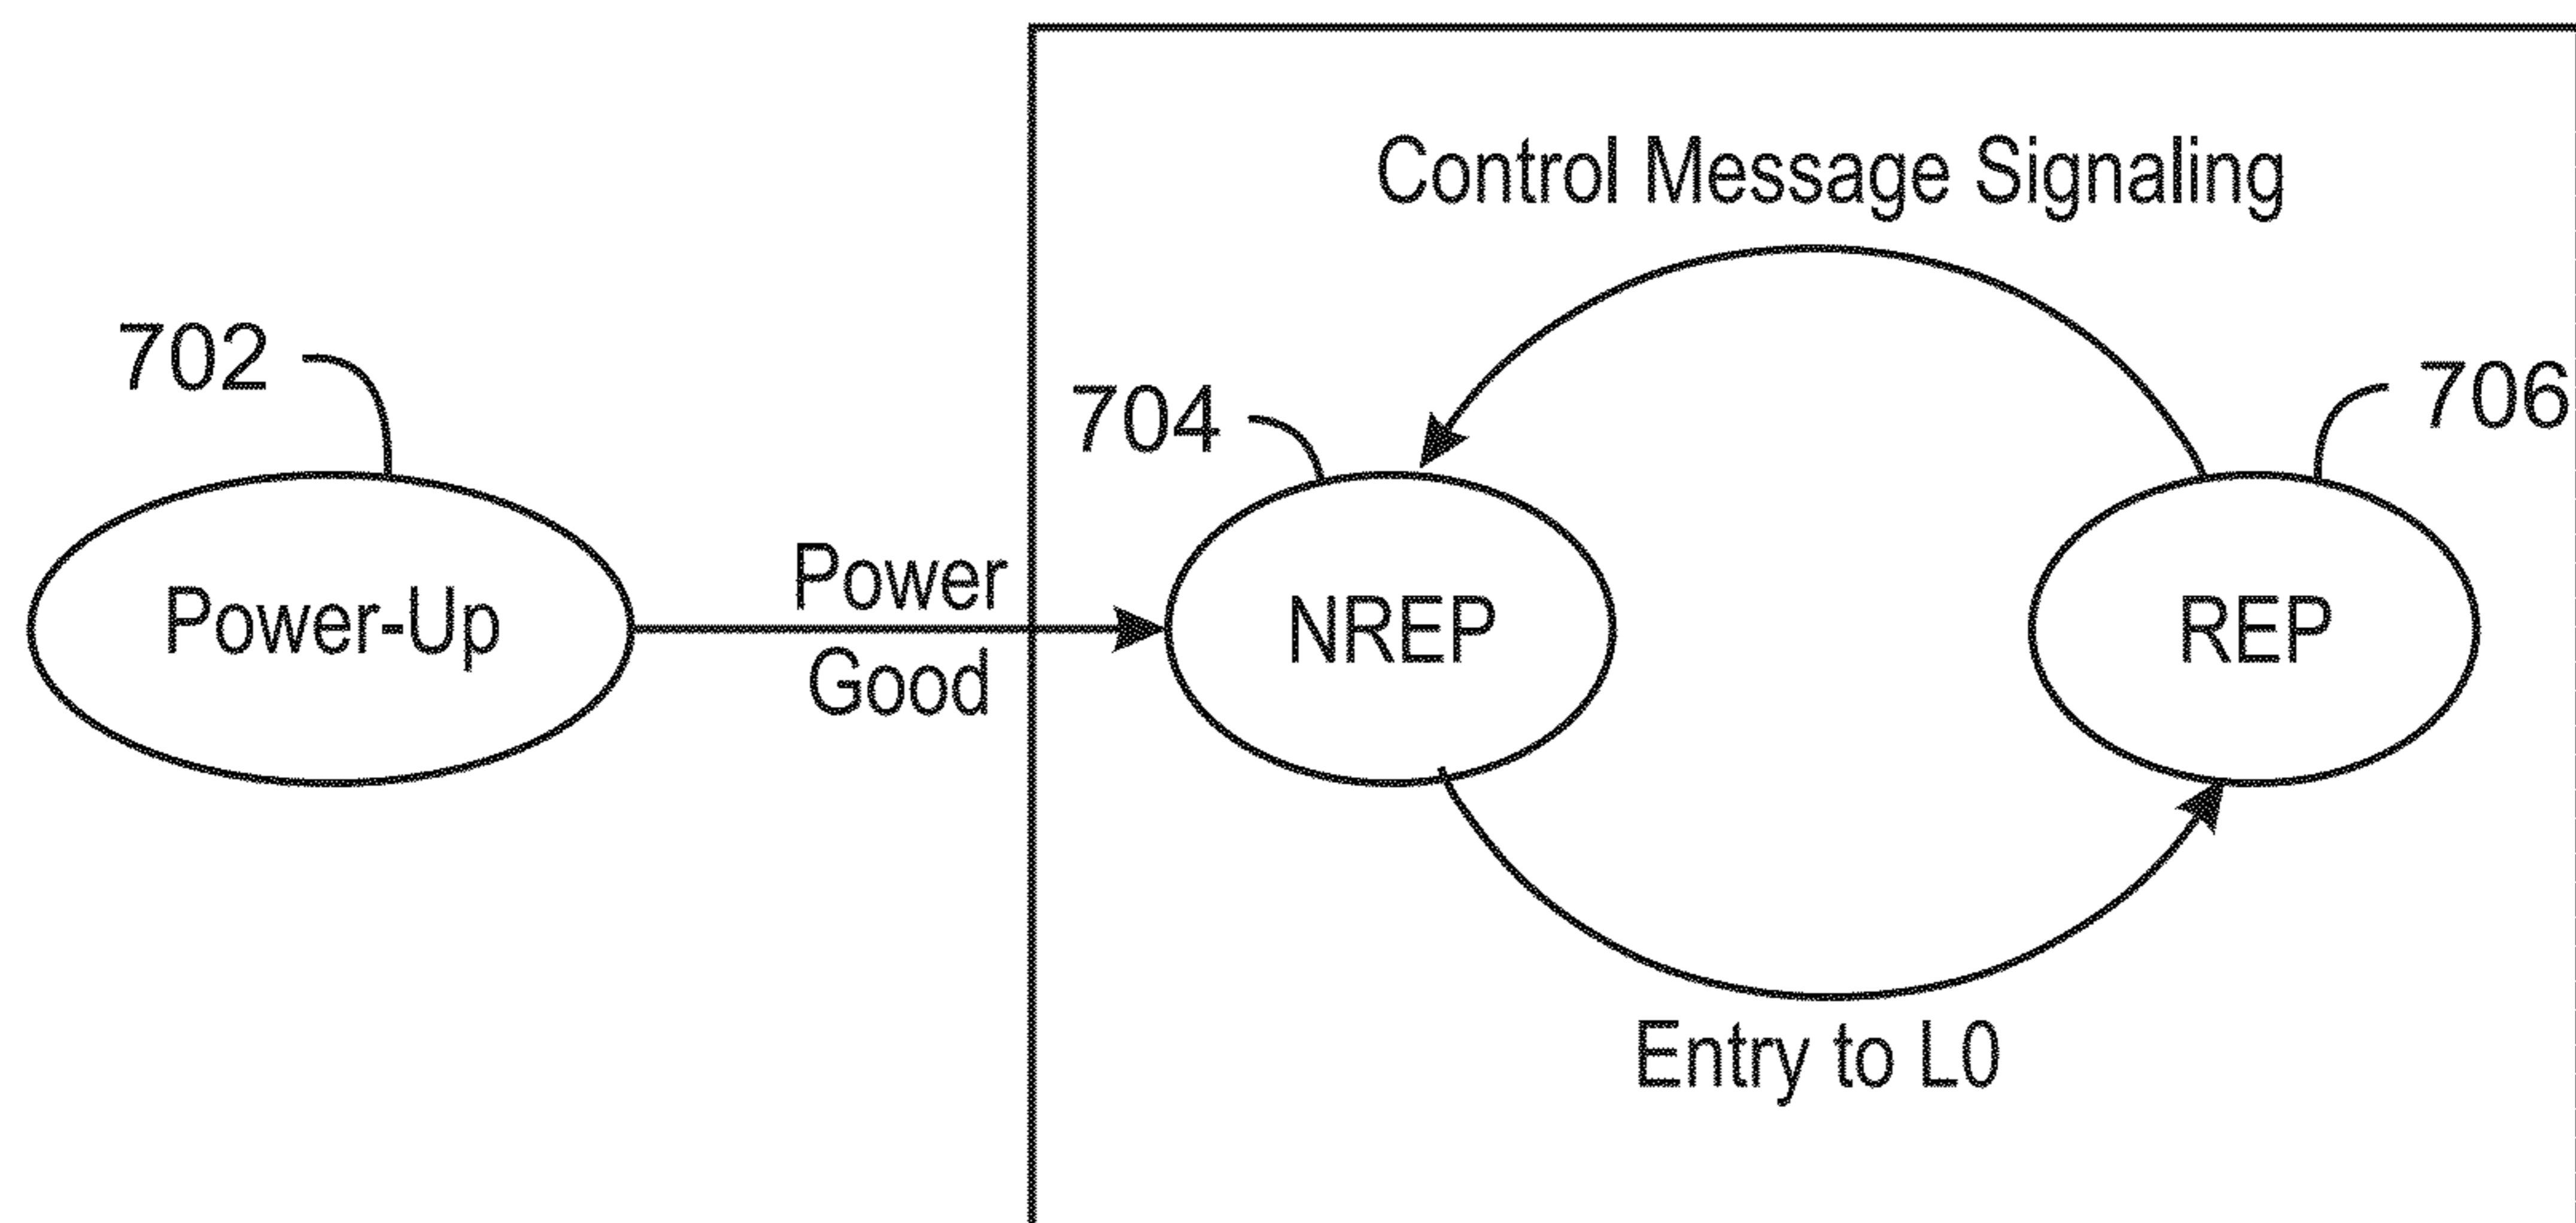 Control Message Signaling
702
704
706
Power-Up
Power
Good
NREP
REP
Entry to L0